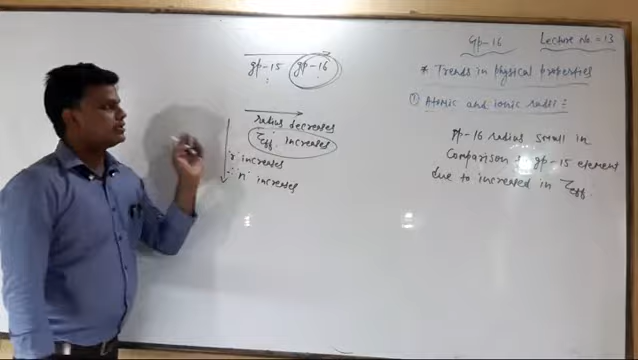 Gp-16 Lecture No. = 13
* Trends in physical properties
① Atomic and ionic radii :
gp-16 radius small in
Comparison to gp-15 element
due to increased in Zeff.
gp-15 gp-16
radius decreases
Zeff. increases
'r' increases
∴ 'n' increases